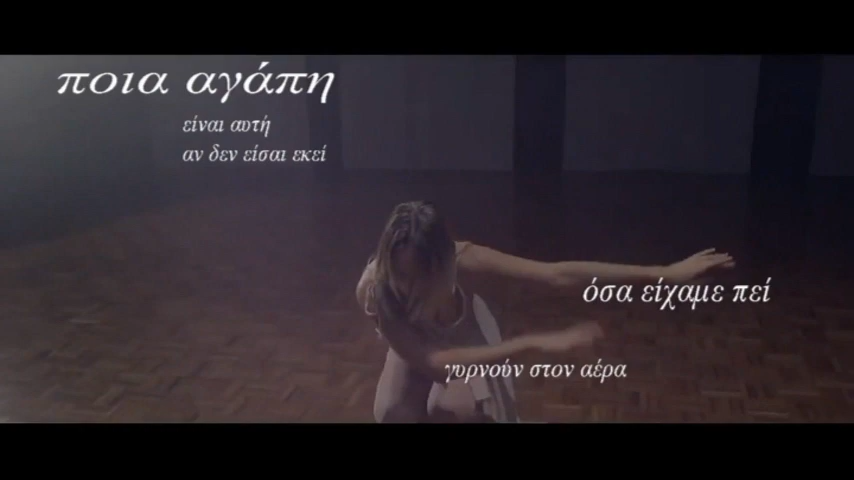 ποια αγάπη
είναι αυτή
αν δεν είσαι εκεί
όσα είχαμε πεί
γυρνούν στον αέρα